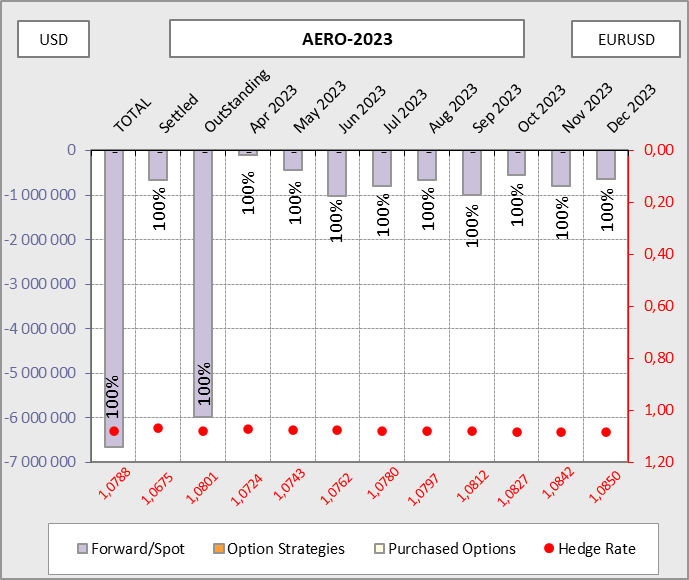 USD AERO-2023 EURUSD
TOTAL Settled OutStanding Apr 2023 May 2023 Jun 2023 Jul 2023 Aug 2023 Sep 2023 Oct 2023 Nov 2023 Dec 2023
0 0,00
-1 000 000 0,20
-2 000 000 0,40
-3 000 000 0,60
-4 000 000 0,80
-5 000 000 1,00
-6 000 000 1,20
-7 000 000
100% 100% 100% 100% 100% 100% 100% 100% 100% 100% 100% 100%
1,0788 1,0675 1,0801 1,0724 1,0743 1,0762 1,0780 1,0797 1,0812 1,0827 1,0842 1,0850
Forward/Spot Option Strategies Purchased Options Hedge Rate